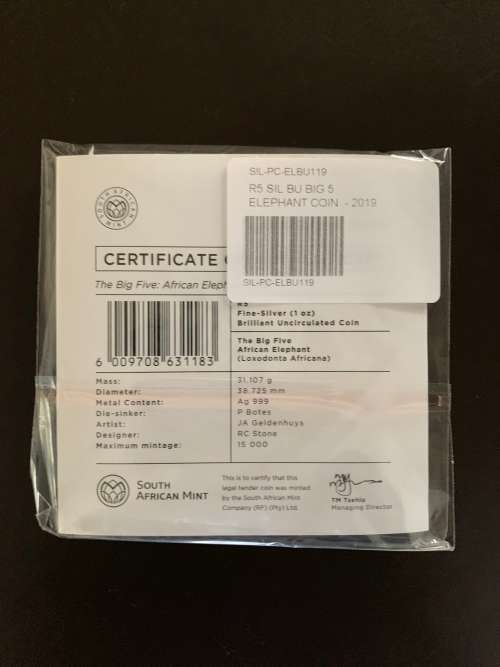 SIL-PC-ELBU119
R5 SIL BU BIG 5
ELEPHANT COIN - 2019
SIL-PC-ELBU119
SOUTH AFRICAN MINT
CERTIFICATE
The Big Five: African Eleph
R5
Fine-Silver (1 oz)
Brilliant Uncirculated Coin
The Big Five
African Elephant
(Loxodonta Africana)
6 009708 631183
Mass: 31.107 g
Diameter: 38.725 mm
Metal Content: Ag 999
Die-sinker: P Botes
Artist: JA Geldenhuys
Designer: RC Stone
Maximum mintage: 15 000
SOUTH
AFRICAN MINT
This is to certify that this
legal tender coin was minted
by the South African Mint
Company (RF) (Pty) Ltd.
TM Tsehlo
Managing Director